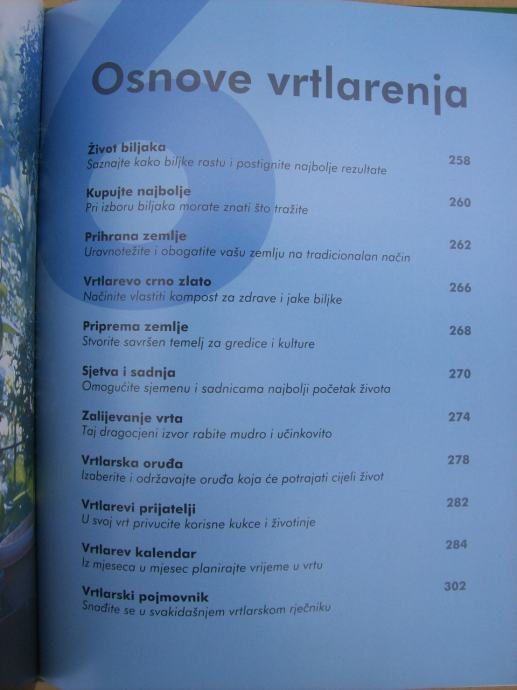 6
Osnove vrtlarenja
Život biljaka 258
Saznajte kako biljke rastu i postignite najbolje rezultate
Kupujte najbolje 260
Pri izboru biljaka morate znati što tražite
Prihrana zemlje 262
Uravnotežite i obogatite vašu zemlju na tradicionalan način
Vrtlarevo crno zlato 266
Načinite vlastiti kompost za zdrave i jake biljke
Priprema zemlje 268
Stvorite savršen temelj za gredice i kulture
Sjetva i sadnja 270
Omogućite sjemenu i sadnicama najbolji početak života
Zalijevanje vrta 274
Taj dragocjeni izvor rabite mudro i učinkovito
Vrtlarska oruđa 278
Izaberite i održavajte oruđa koja će potrajati cijeli život
Vrtlarevi prijatelji 282
U svoj vrt privucite korisne kukce i životinje
Vrtlarev kalendar 284
Iz mjeseca u mjesec planirajte vrijeme u vrtu
Vrtlarski pojmovnik 302
Snađite se u svakidašnjem vrtlarskom rječniku